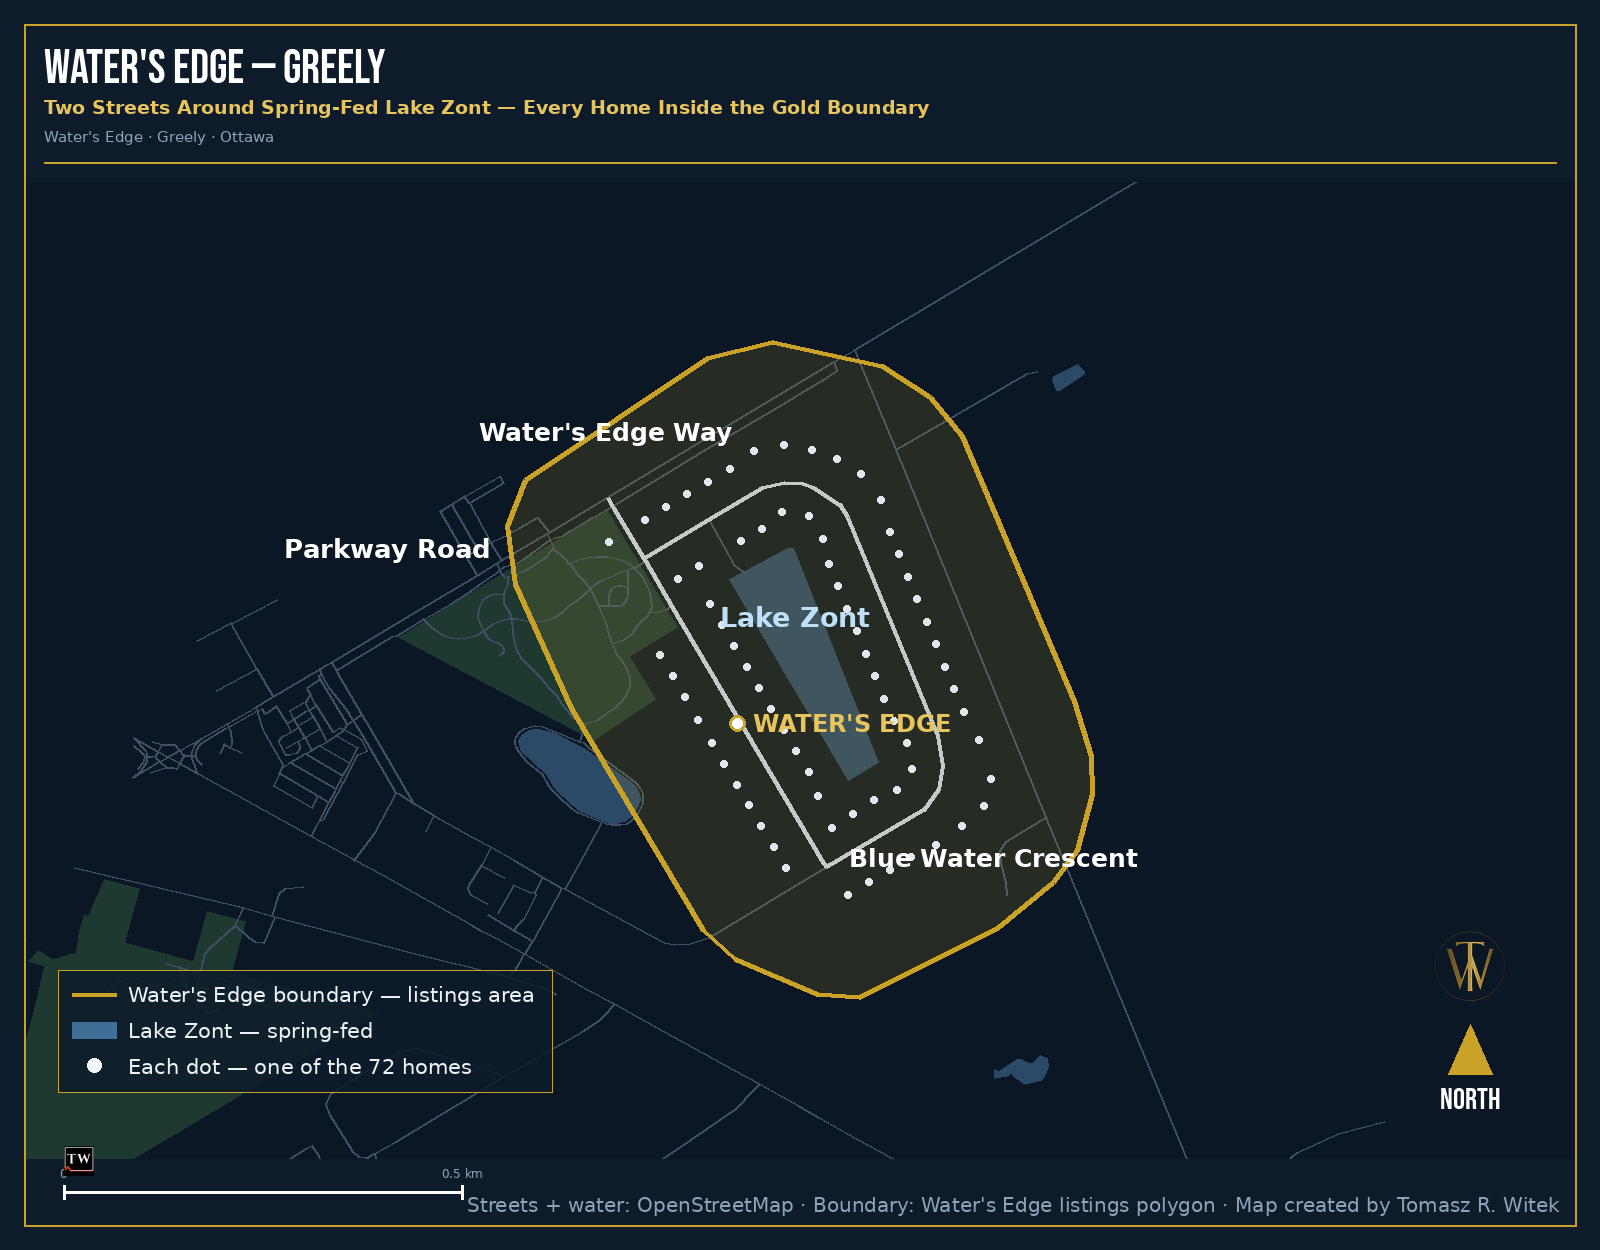 WATER'S EDGE — GREELY
Two Streets Around Spring-Fed Lake Zont — Every Home Inside the Gold Boundary
Water's Edge · Greely · Ottawa
Water's Edge Way
Parkway Road
Lake Zont
WATER'S EDGE
Blue Water Crescent
Water's Edge boundary — listings area
Lake Zont — spring-fed
Each dot — one of the 72 homes
TW
NORTH
TW
0
0.5 km
Streets + water: OpenStreetMap · Boundary: Water's Edge listings polygon · Map created by Tomasz R. Witek